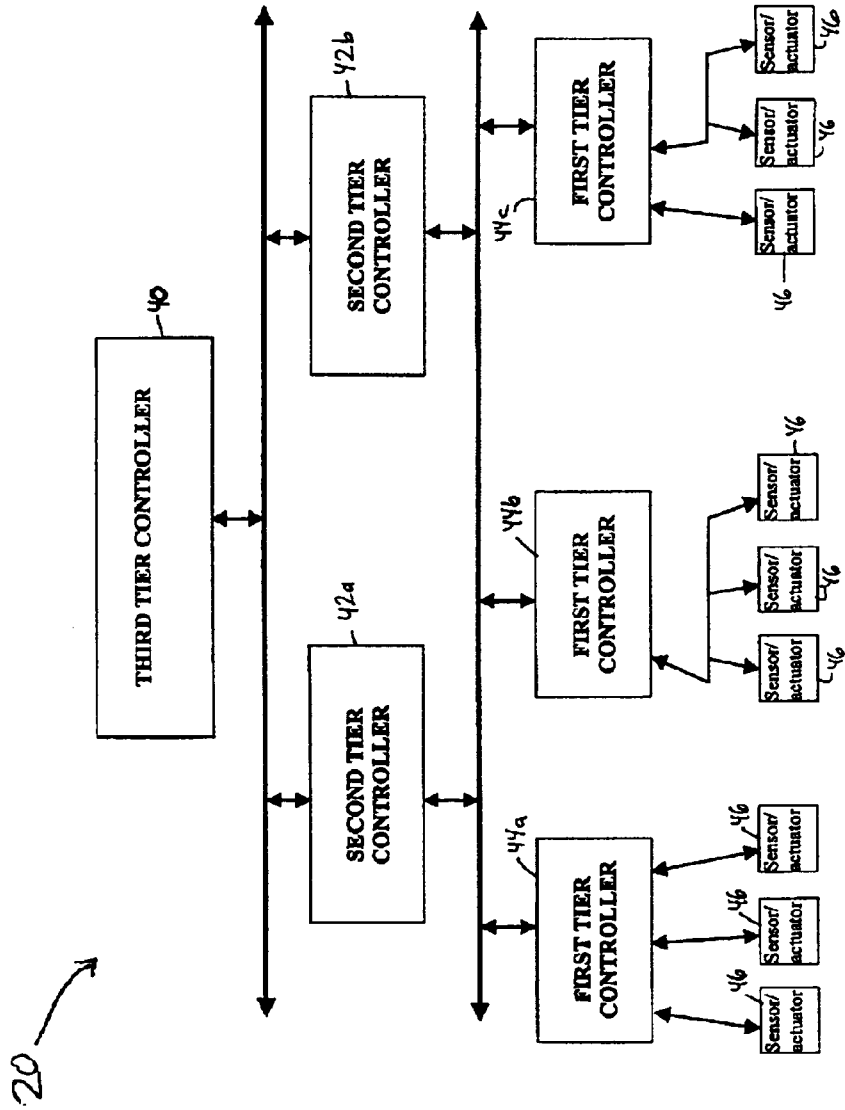 20
THIRD TIER CONTROLLER
40
SECOND TIER
CONTROLLER
42a
SECOND TIER
CONTROLLER
42b
FIRST TIER
CONTROLLER
44a
FIRST TIER
CONTROLLER
44b
FIRST TIER
CONTROLLER
44c
Sensor/
actuator
46
Sensor/
actuator
46
Sensor/
actuator
46
Sensor/
actuator
46
Sensor/
actuator
46
Sensor/
actuator
46
Sensor/
actuator
46
Sensor/
actuator
46
Sensor/
actuator
46